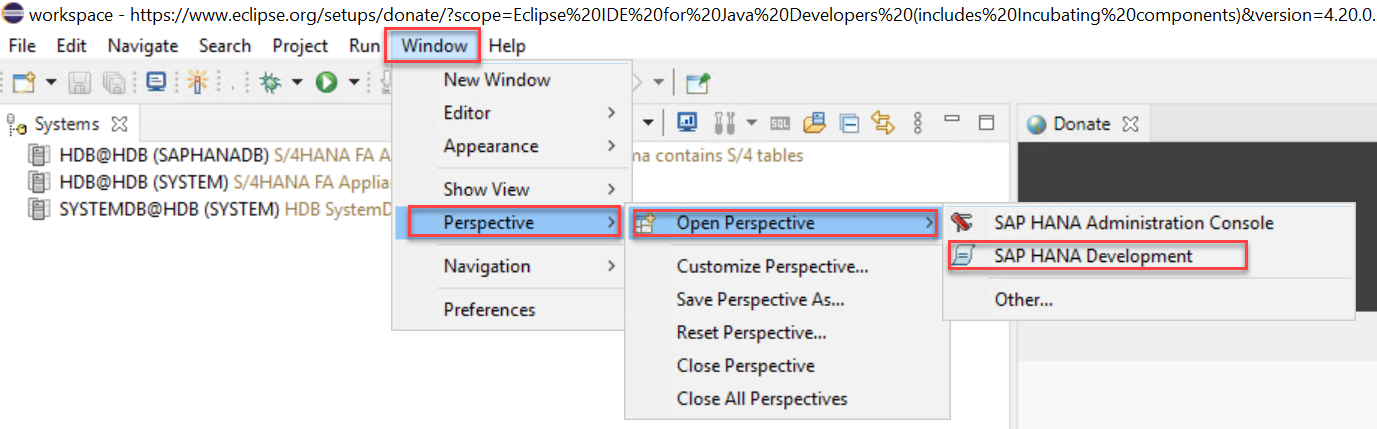 workspace - https://www.eclipse.org/setups/donate/?scope=Eclipse%20IDE%20for%20Java%20Developers%20(includes%20Incubating%20components)&version=4.20.0.
File Edit Navigate Search Project Run Window Help
New Window
Editor
Appearance
Show View
Perspective
Navigation
Preferences
Systems
HDB@HDB (SAPHANADB) S/4HANA FA A
na contains S/4 tables
HDB@HDB (SYSTEM) S/4HANA FA Applia
SYSTEMDB@HDB (SYSTEM) HDB SystemD
SQL
Donate
Open Perspective
Customize Perspective...
Save Perspective As...
Reset Perspective...
Close Perspective
Close All Perspectives
SAP HANA Administration Console
SAP HANA Development
Other...